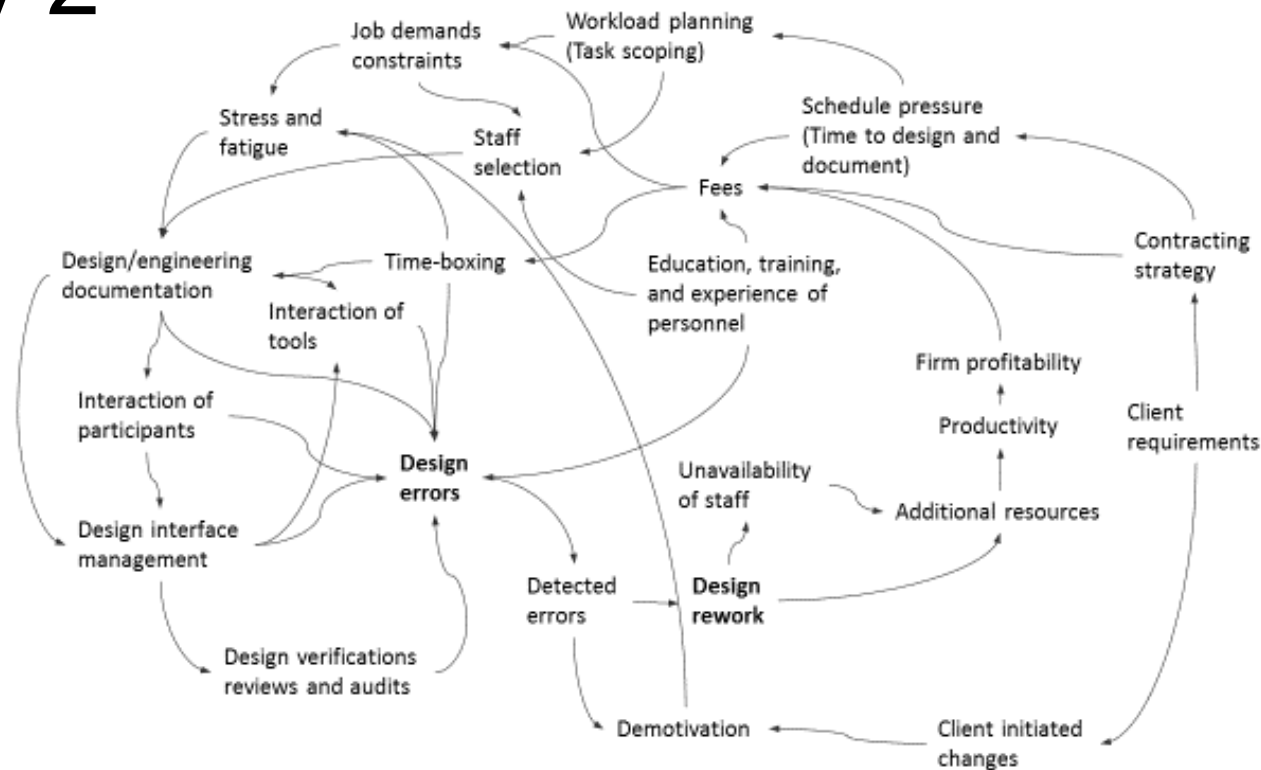 2
Job demands
constraints
Workload planning
(Task scoping)
Stress and
fatigue
Staff
selection
Schedule pressure
(Time to design and
document)
Fees
Contracting
strategy
Design/engineering
documentation
Time-boxing
Education, training,
and experience of
personnel
Interaction of
tools
Firm profitability
Interaction of
participants
Productivity
Client
requirements
Design
errors
Unavailability
of staff
Additional resources
Design interface
management
Detected
errors
Design
rework
Design verifications
reviews and audits
Demotivation
Client initiated
changes